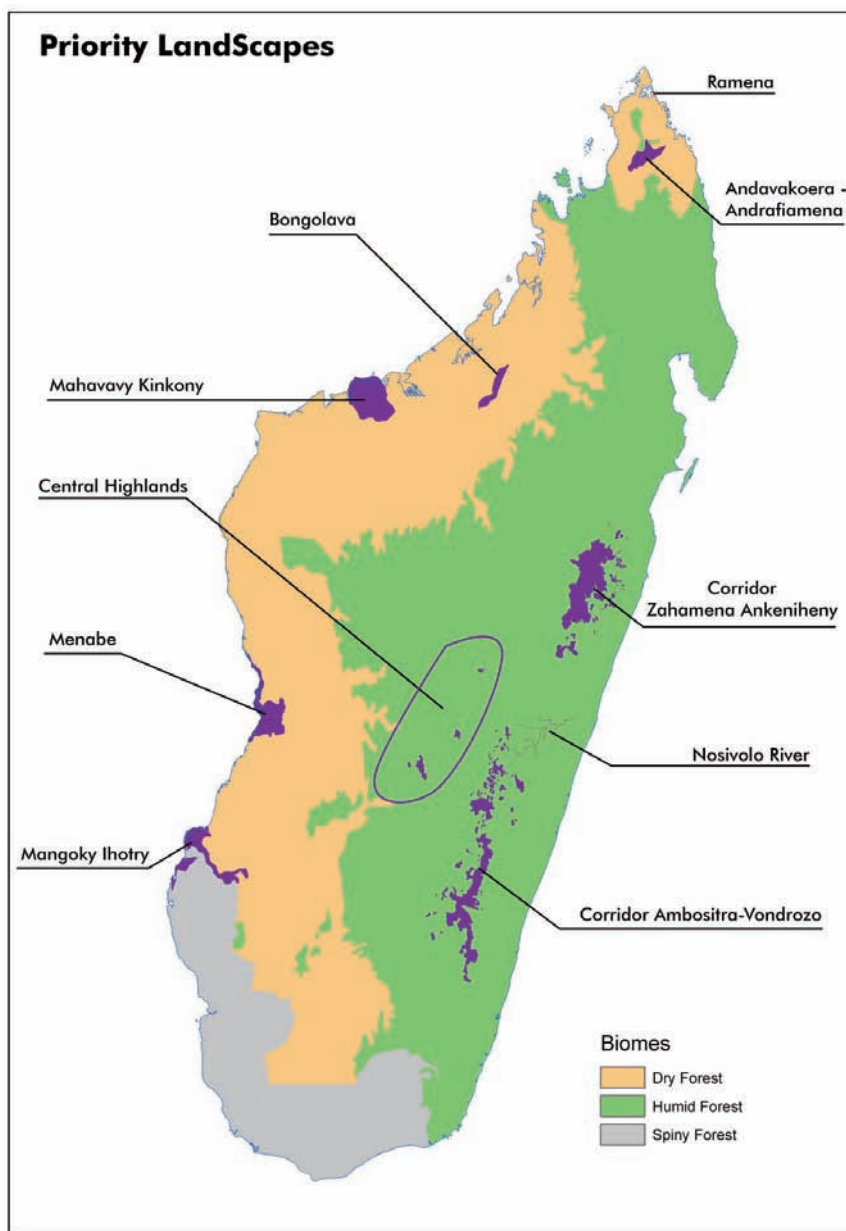 Priority LandScapes
Ramena
Andavakoera -
Andrafiamena
Bongolava
Mahavavy Kinkony
Central Highlands
Corridor
Zahamena Ankeniheny
Menabe
Nosivolo River
Mangoky Ihotry
Corridor Ambositra-Vondrozo
Biomes
Dry Forest
Humid Forest
Spiny Forest